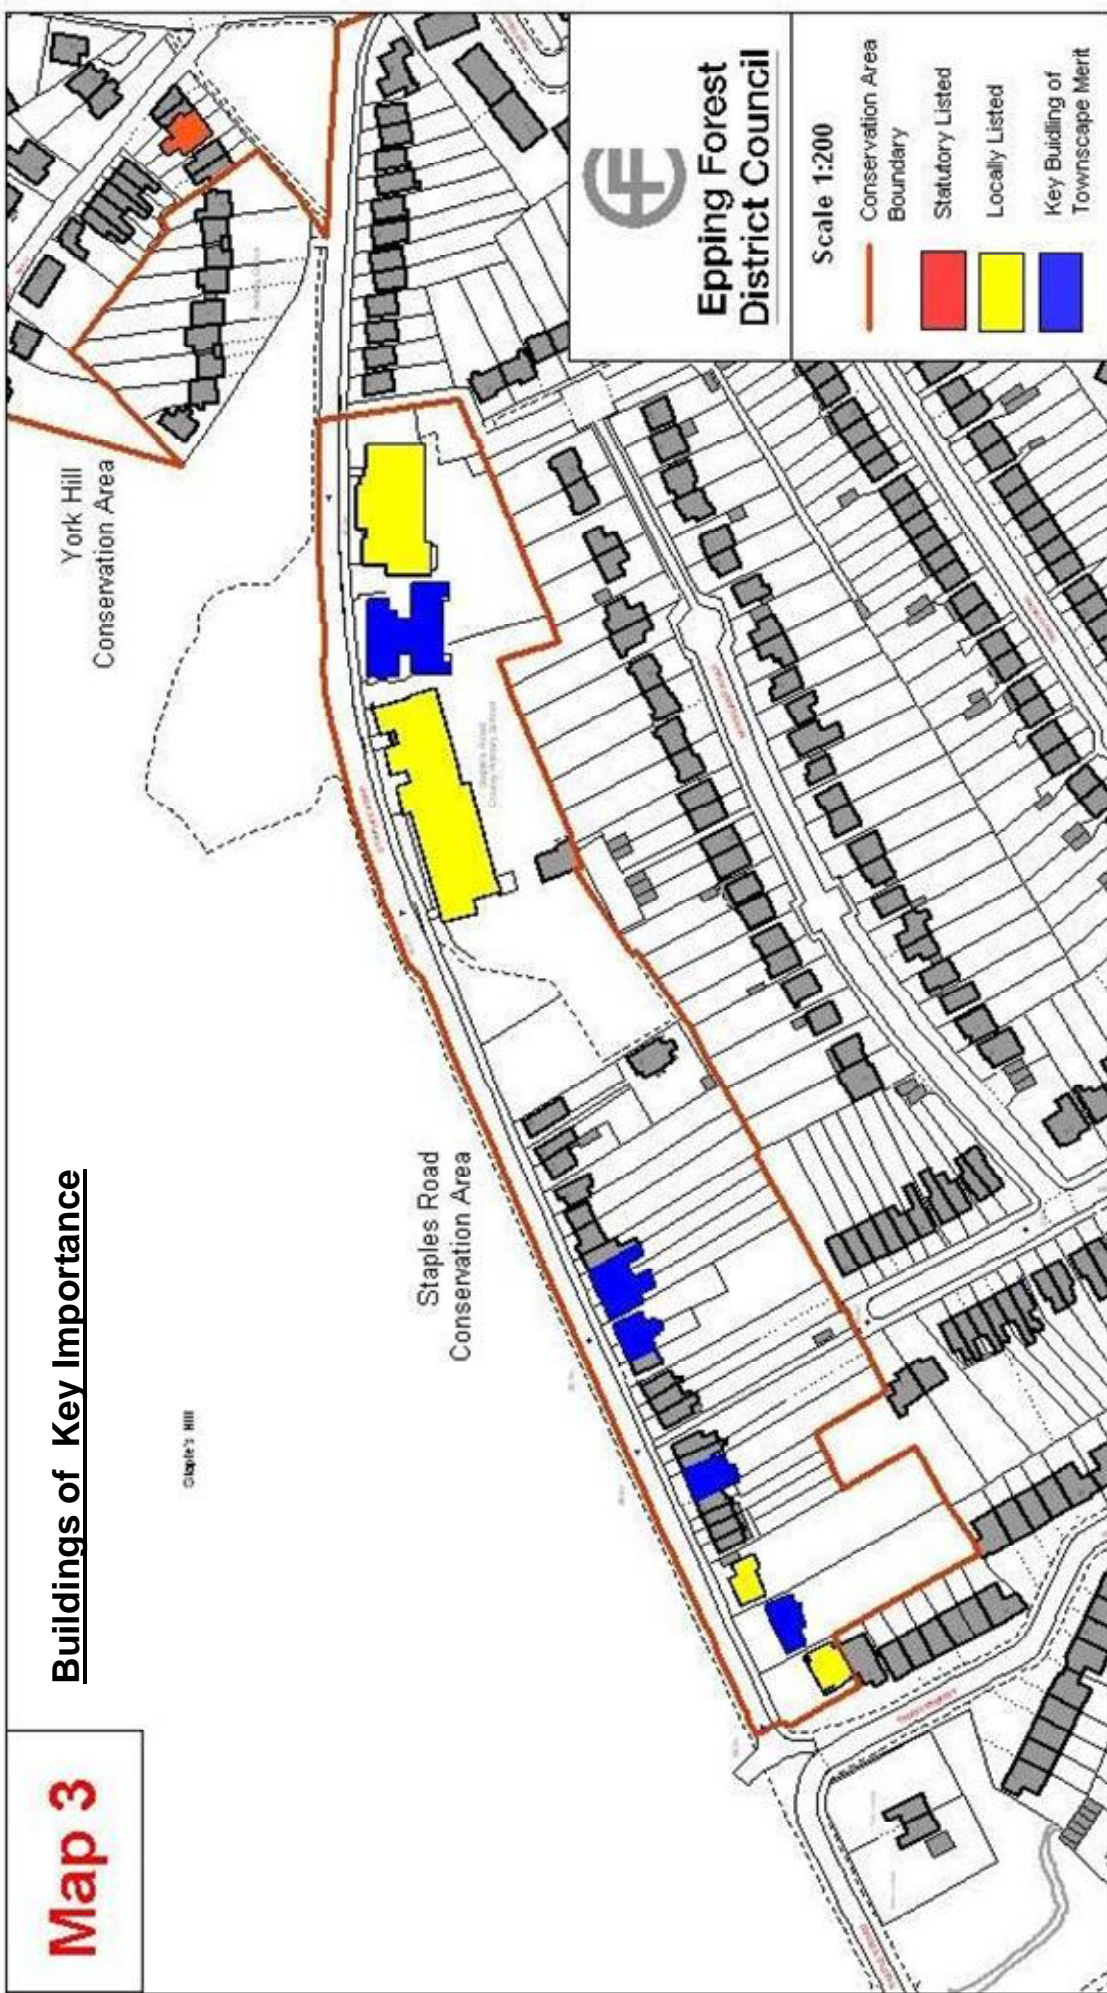 Map 3
Buildings of Key Importance
York Hill
Conservation Area
Staples Road
Conservation Area
Epping Forest
District Council
Scale 1:200
Conservation Area
Boundary
Statutory Listed
Locally Listed
Key Buidling of
Townscape Merit